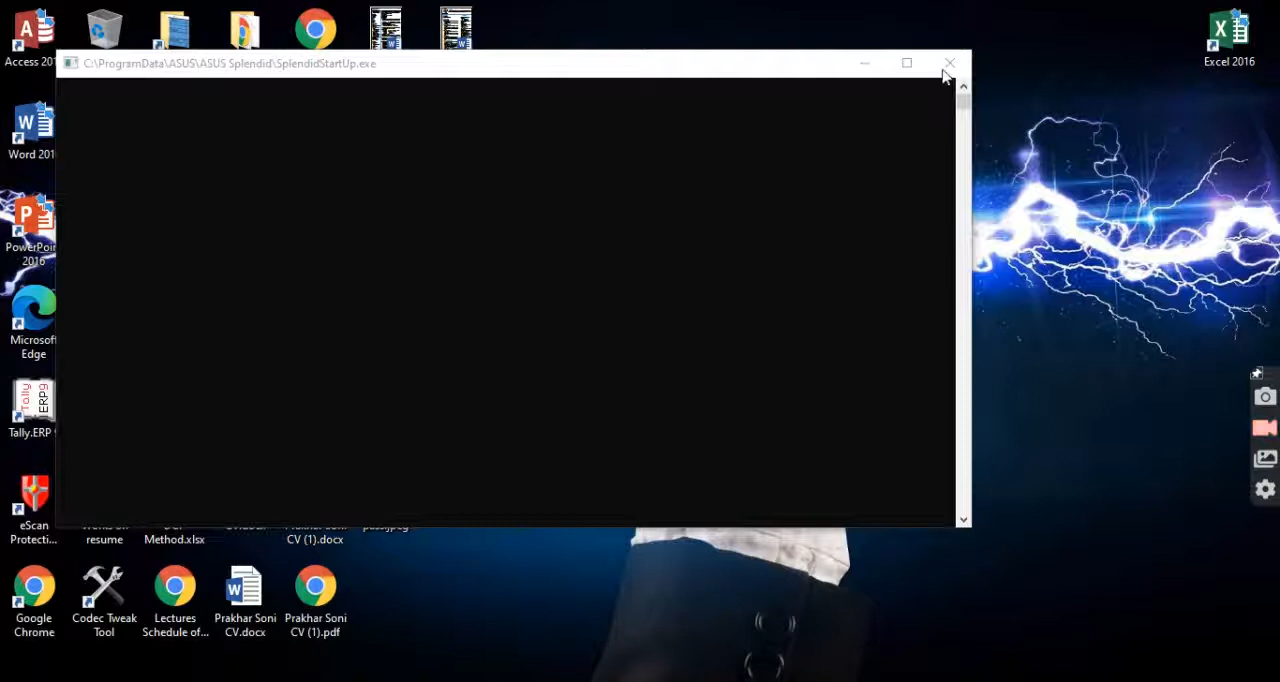 C:\ProgramData\ASUS\ASUS Splendid\SplendidStartUp.exe
Access 201
Excel 2016
Word 201
PowerPoin
2016
Microsof
Edge
Tally.ERP 9
eScan
Protecti...
resume
Method.xlsx
CV (1).docx
Google
Chrome
Codec Tweak
Tool
Lectures
Schedule of...
Prakhar Soni
CV.docx
Prakhar Soni
CV (1).pdf